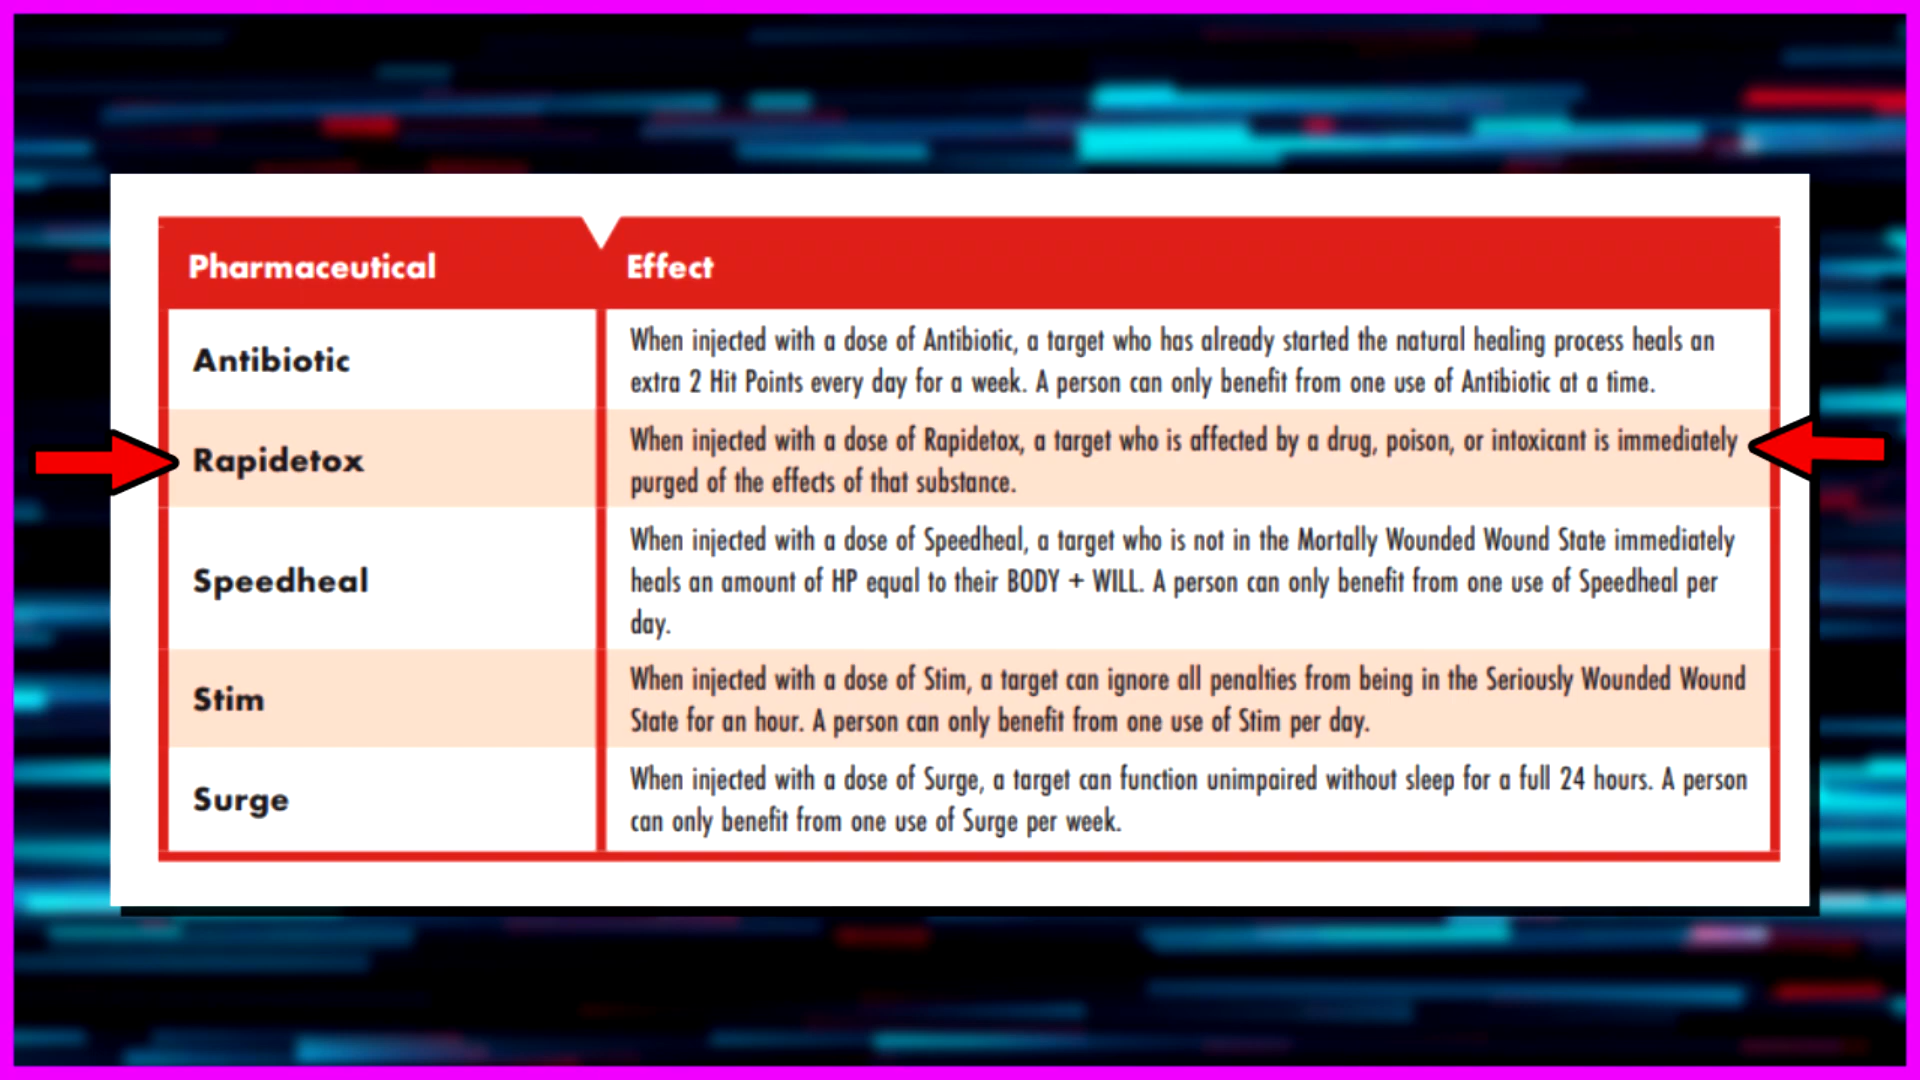 Pharmaceutical
Effect
Antibiotic
When injected with a dose of Antibiotic, a target who has already started the natural healing process heals an
extra 2 Hit Points every day for a week. A person can only benefit from one use of Antibiotic at a time.
Rapidetox
When injected with a dose of Rapidetox, a target who is affected by a drug, poison, or intoxicant is immediately
purged of the effects of that substance.
Speedheal
When injected with a dose of Speedheal, a target who is not in the Mortally Wounded Wound State immediately
heals an amount of HP equal to their BODY + WILL. A person can only benefit from one use of Speedheal per
day.
Stim
When injected with a dose of Stim, a target can ignore all penalties from being in the Seriously Wounded Wound
State for an hour. A person can only benefit from one use of Stim per day.
Surge
When injected with a dose of Surge, a target can function unimpaired without sleep for a full 24 hours. A person
can only benefit from one use of Surge per week.